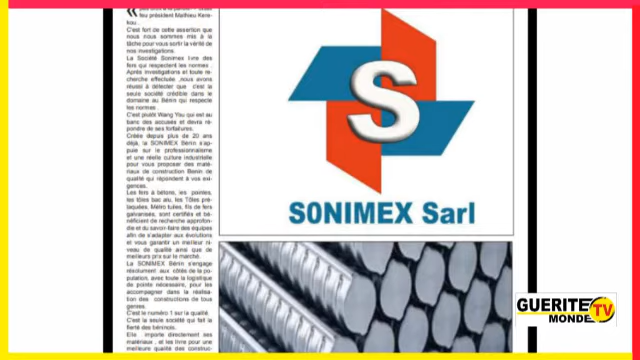 feu président Mathieu Kere-
kou .
C'est fort de cette assertion que
nous nous sommes mis à la
tâche pour vous sortir la vérité de
nos investigations.
La Société Sonimex livre des
fers qui respectent les normes .
Après investigations et toute re-
cherche effectuée ,nous avons
réussi à détecter que c'est la
seule société crédible dans le
domaine au Bénin qui respecte
les normes .
C'est plutôt Wang You qui est au
banc des accusés et devra ré-
pondre de ses forfaitures.
Créée depuis plus de 20 ans
déjà, la SONIMEX Bénin s'ap-
puie sur le professionnalisme
et une réelle culture industrielle
pour vous proposer des maté-
riaux de construction Benin de
qualité qui répondent à vos exi-
gences.
Les fers à bétons, les pointes,
les tôles bac alu, les Tôles pré-
laquées, Métro tuiles, fils de fers
galvanisés, sont certifiés et bé-
néficient de recherche approfon-
die et du savoir-faire des équipes
afin de s'adapter aux évolutions
et vous garantir un meilleur ni-
veau de qualité ainsi que de
meilleurs prix sur le marché.
La SONIMEX Bénin s'engage
résolument aux côtés de la po-
pulation, avec toute la logistique
de pointe nécessaire, pour les
accompagner dans la réalisa-
tion des constructions de tous
genres.
C'est le numéro 1 sur la qualité.
C'est la seule société qui fait la
fierté des béninois.
Elle importe directement ses
matériaux , et les livre pour une
meilleure qualité des construc-
S
SONIMEX Sarl
GUERITE
TV
MONDE